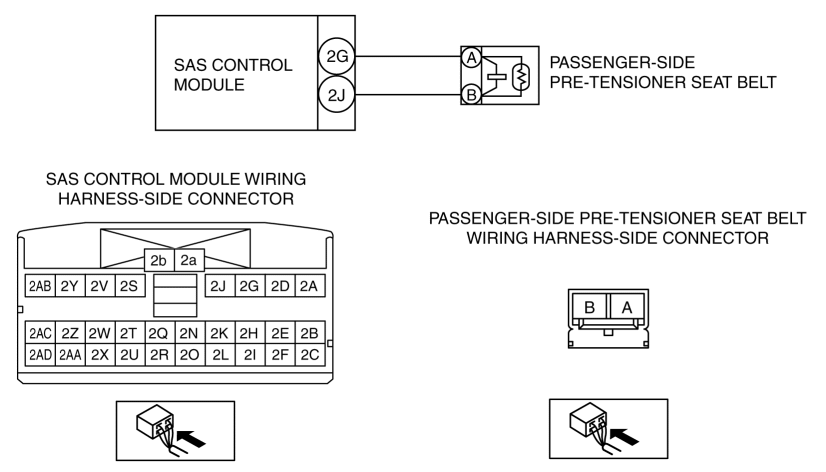 SAS CONTROL
MODULE
2G
2J
A
B
PASSENGER-SIDE
PRE-TENSIONER SEAT BELT
SAS CONTROL MODULE WIRING
HARNESS-SIDE CONNECTOR
2b 2a
2AB 2Y 2V 2S 2J 2G 2D 2A
2AC 2Z 2W 2T 2Q 2N 2K 2H 2E 2B
2AD 2AA 2X 2U 2R 2O 2L 2I 2F 2C
PASSENGER-SIDE PRE-TENSIONER SEAT BELT
WIRING HARNESS-SIDE CONNECTOR
B A